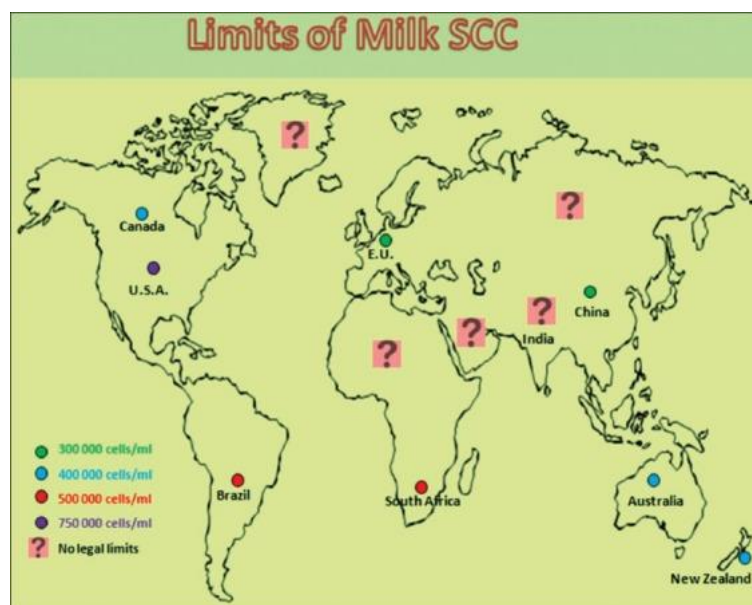 Limits of Milk SCC
?
Canada
?
E.U.
U.S.A.
?
China
?
India
?
300 000 cells/ml
400 000 cells/ml
Brazil
South Africa
500 000 cells/ml
Australia
750 000 cells/ml
? No legal limits
New Zealand